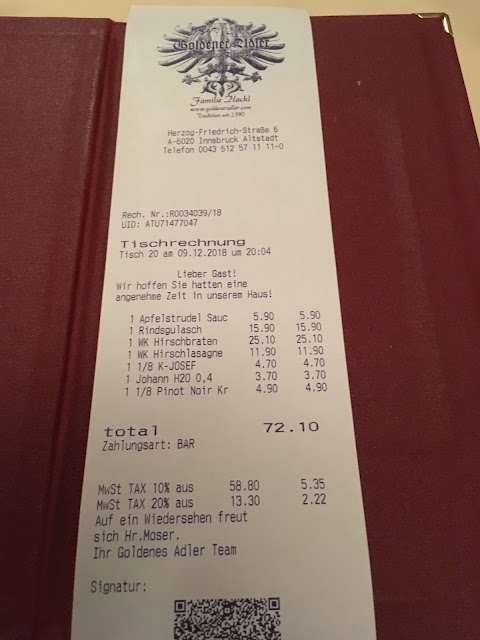 Goldener Adler
Familie Hackl
www.goldeneradler.com
Tradition seit 1390
Herzog-Friedrich-Straße 6
A-6020 Innsbruck Altstadt
Telefon 0043 512 57 11 11-0
Rech. Nr.:R0034039/18
UID: ATU71477047
Tischrechnung
Tisch 20 am 09.12.2018 um 20:04
Lieber Gast!
Wir hoffen Sie hatten eine
angenehme Zeit in unserem Haus!
1 Apfelstrudel Sauc 5.90 5.90
1 Rindsgulasch 15.90 15.90
1 WK Hirschbraten 25.10 25.10
1 WK Hirschlasagne 11.90 11.90
1 1/8 K-JOSEF 4.70 4.70
1 Johann H2O 0,4 3.70 3.70
1 1/8 Pinot Noir Kr 4.90 4.90
total 72.10
Zahlungsart: BAR
MwSt TAX 10% aus 58.80 5.35
MwSt TAX 20% aus 13.30 2.22
Auf ein Wiedersehen freut
sich Hr.Moser.
Ihr Goldenes Adler Team
Signatur: